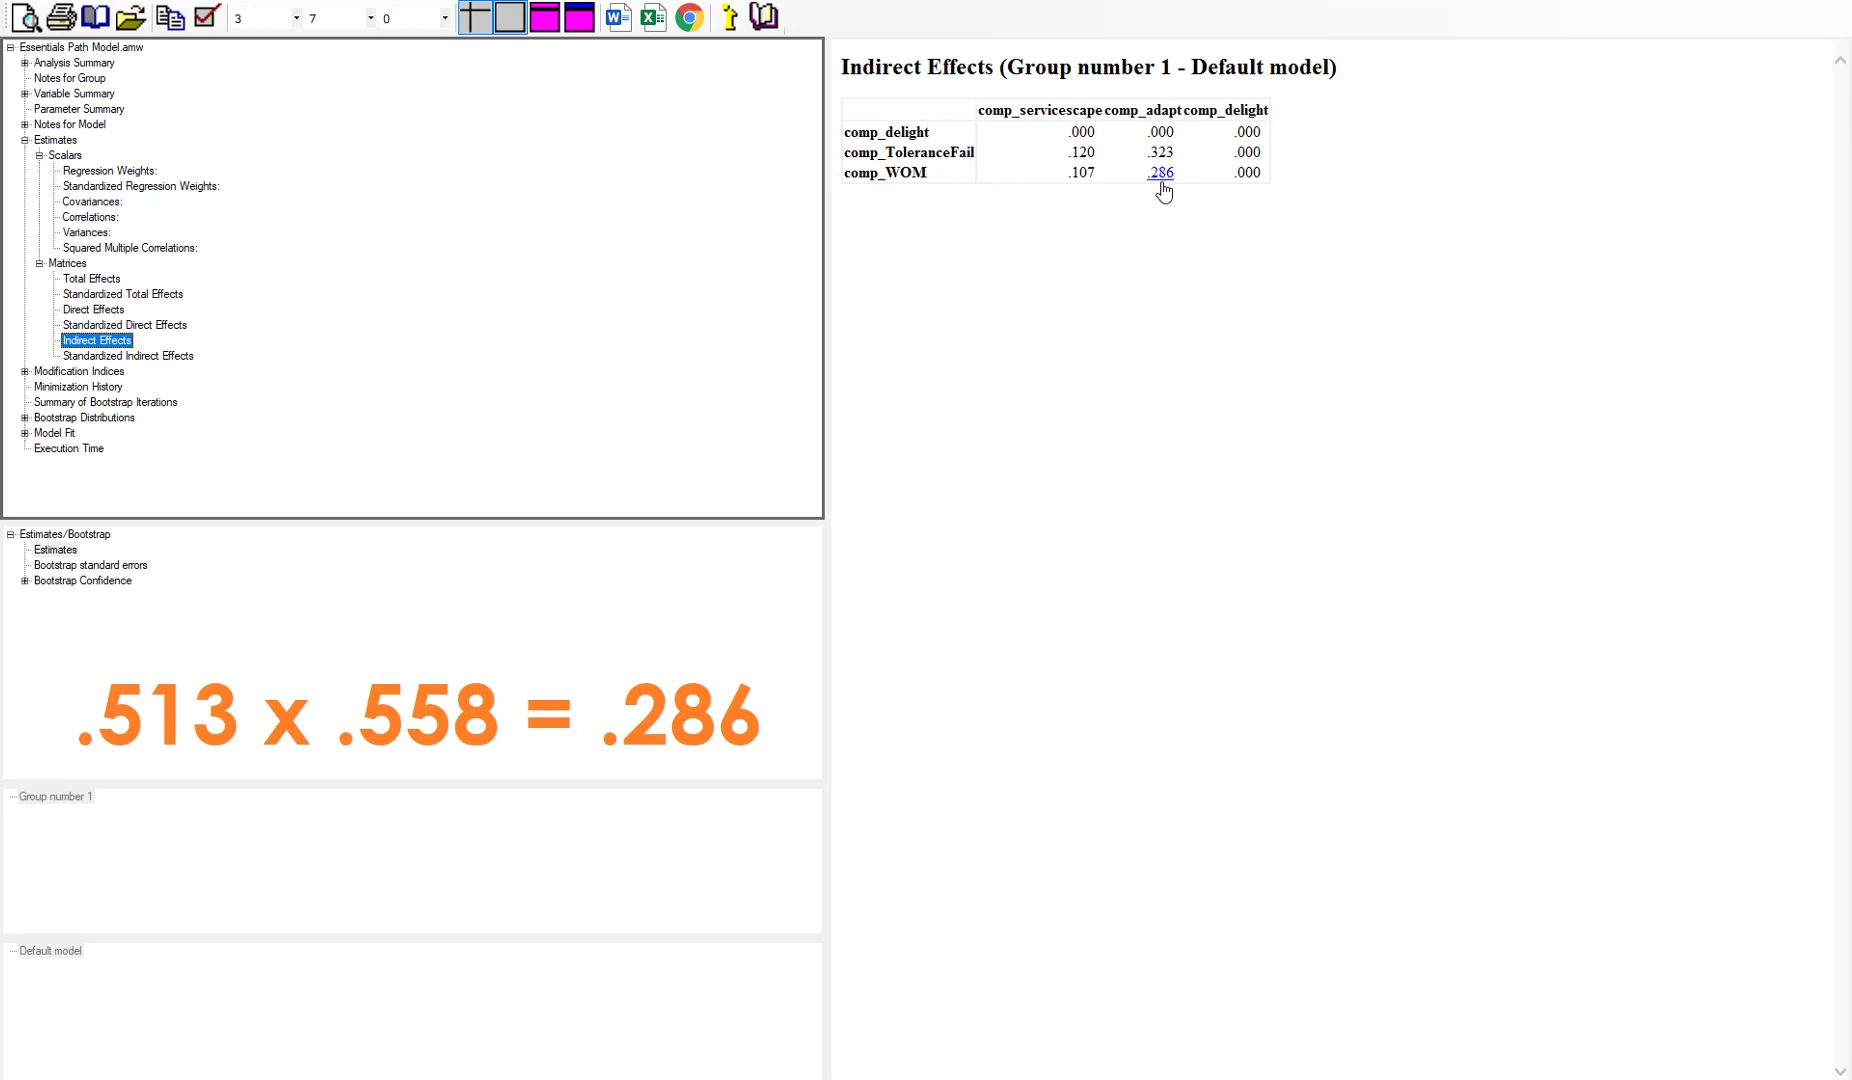 3 7 0
Essentials Path Model.amw
Analysis Summary
Notes for Group
Variable Summary
Parameter Summary
Notes for Model
Estimates
Scalars
Regression Weights:
Standardized Regression Weights:
Covariances:
Correlations:
Variances:
Squared Multiple Correlations:
Matrices
Total Effects
Standardized Total Effects
Direct Effects
Standardized Direct Effects
Indirect Effects
Standardized Indirect Effects
Modification Indices
Minimization History
Summary of Bootstrap Iterations
Bootstrap Distributions
Model Fit
Execution Time
Estimates/Bootstrap
Estimates
Bootstrap standard errors
Bootstrap Confidence
.513 x .558 = .286
Group number 1
Default model
Indirect Effects (Group number 1 - Default model)
comp_servicescape comp_adapt comp_delight
comp_delight .000 .000 .000
comp_ToleranceFail .120 .323 .000
comp_WOM .107 .286 .000